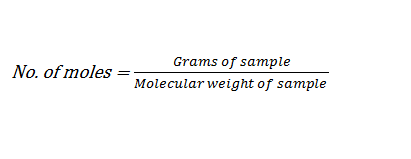 No. of moles = Grams of sample / Molecular weight of sample